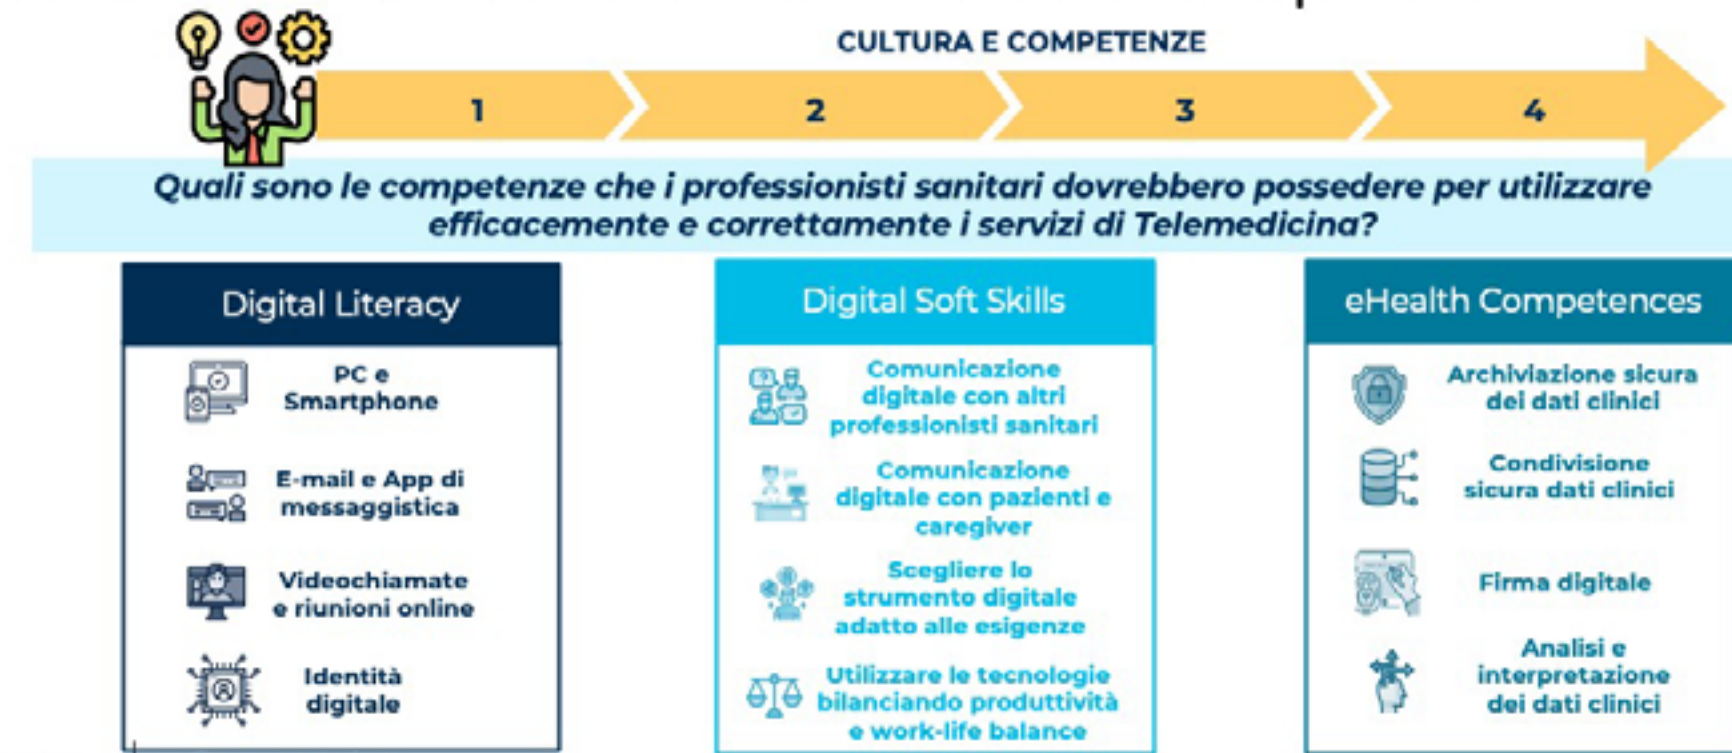 CULTURA E COMPETENZE
1
2
3
4
Quali sono le competenze che i professionisti sanitari dovrebbero possedere per utilizzare
efficacemente e correttamente i servizi di Telemedicina?
Digital Literacy
PC e
Smartphone
E-mail e App di
messaggistica
Videochiamate
e riunioni online
Identità
digitale
Digital Soft Skills
Comunicazione
digitale con altri
professionisti sanitari
Comunicazione
digitale con pazienti e
caregiver
Scegliere lo
strumento digitale
adatto alle esigenze
Utilizzare le tecnologie
bilanciando produttività
e work-life balance
eHealth Competences
Archiviazione sicura
dei dati clinici
Condivisione
sicura dati clinici
Firma digitale
Analisi e
interpretazione
dei dati clinici